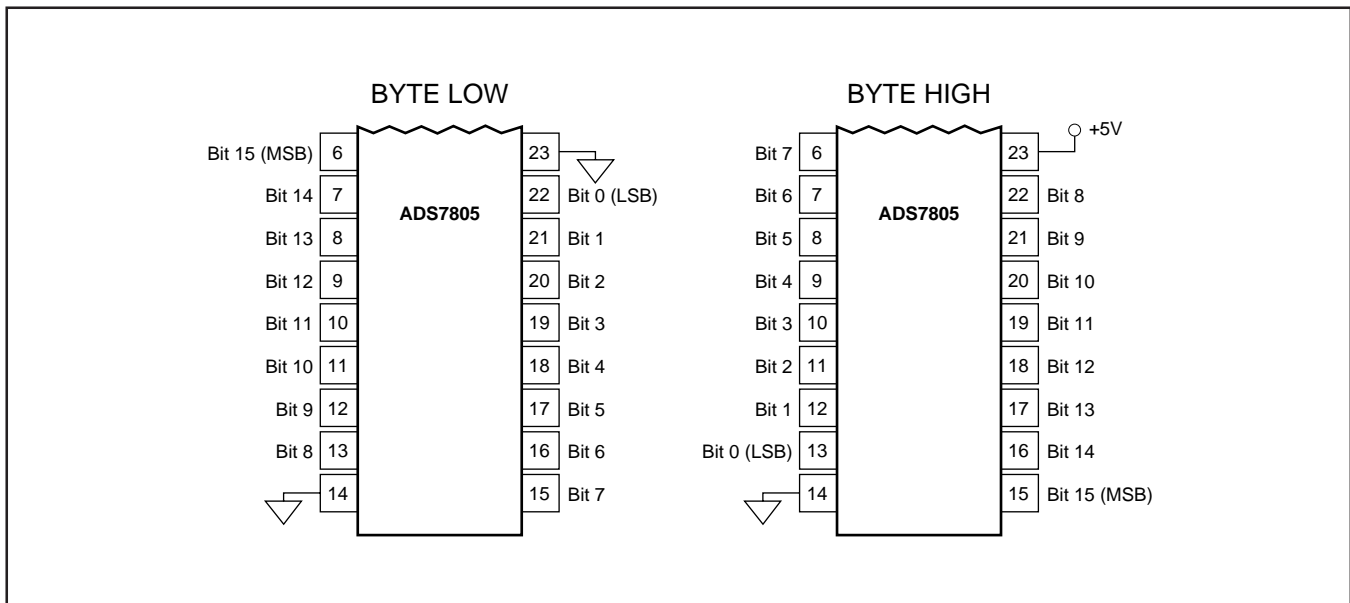 BYTE LOW
Bit 15 (MSB) 6 23
Bit 14 7 ADS7805 22 Bit 0 (LSB)
Bit 13 8 21 Bit 1
Bit 12 9 20 Bit 2
Bit 11 10 19 Bit 3
Bit 10 11 18 Bit 4
Bit 9 12 17 Bit 5
Bit 8 13 16 Bit 6
14 15 Bit 7
BYTE HIGH
+5V
Bit 7 6 23
Bit 6 7 ADS7805 22 Bit 8
Bit 5 8 21 Bit 9
Bit 4 9 20 Bit 10
Bit 3 10 19 Bit 11
Bit 2 11 18 Bit 12
Bit 1 12 17 Bit 13
Bit 0 (LSB) 13 16 Bit 14
14 15 Bit 15 (MSB)